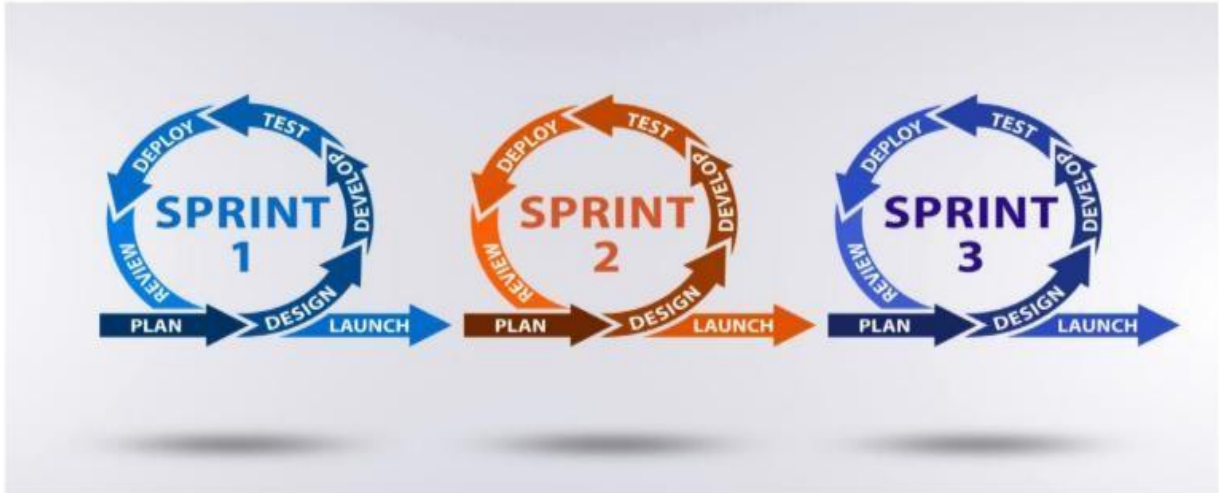 SPRINT
1
PLAN
DESIGN
DEVELOP
TEST
DEPLOY
REVIEW
LAUNCH
SPRINT
2
PLAN
DESIGN
DEVELOP
TEST
DEPLOY
REVIEW
LAUNCH
SPRINT
3
PLAN
DESIGN
DEVELOP
TEST
DEPLOY
REVIEW
LAUNCH